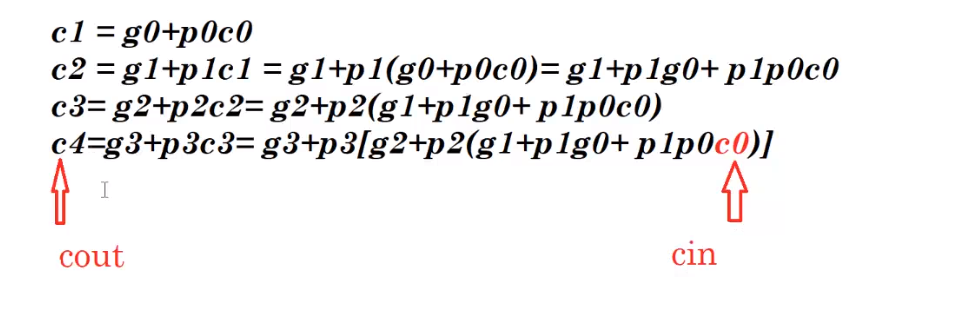 c1 = g0+p0c0
c2 = g1+p1c1 = g1+p1(g0+p0c0)= g1+p1g0+ p1p0c0
c3= g2+p2c2= g2+p2(g1+p1g0+ p1p0c0)
c4=g3+p3c3= g3+p3[g2+p2(g1+p1g0+ p1p0c0)]
cout
cin